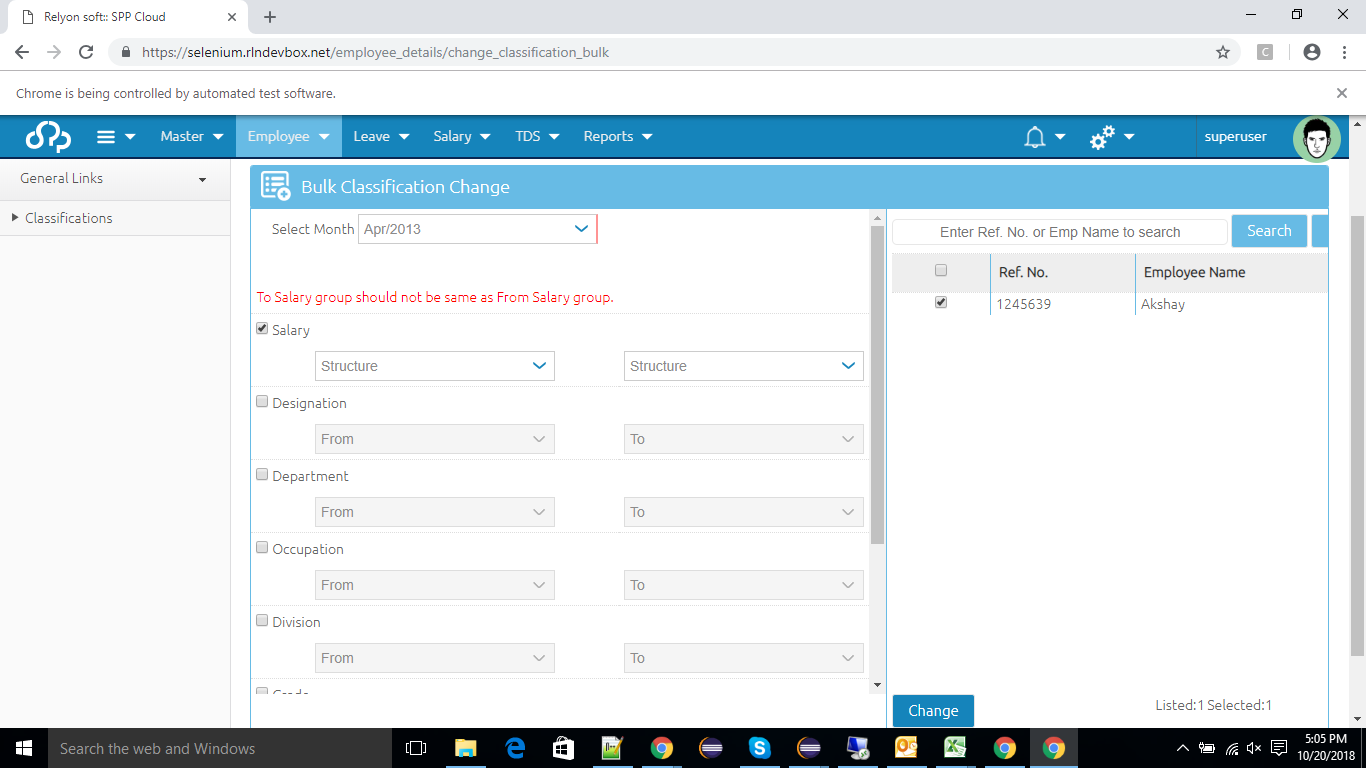 Relyon soft:: SPP Cloud
https://selenium.rlndevbox.net/employee_details/change_classification_bulk
C
Chrome is being controlled by automated test software.
Master Employee Leave Salary TDS Reports superuser
General Links
Classifications
Bulk Classification Change
Select Month Apr/2013
To Salary group should not be same as From Salary group.
Salary
Structure Structure
Designation
From To
Department
From To
Occupation
From To
Division
From To
Enter Ref. No. or Emp Name to search Search
Ref. No. Employee Name
1245639 Akshay
Change Listed:1 Selected:1
Search the web and Windows
5:05 PM
10/20/2018